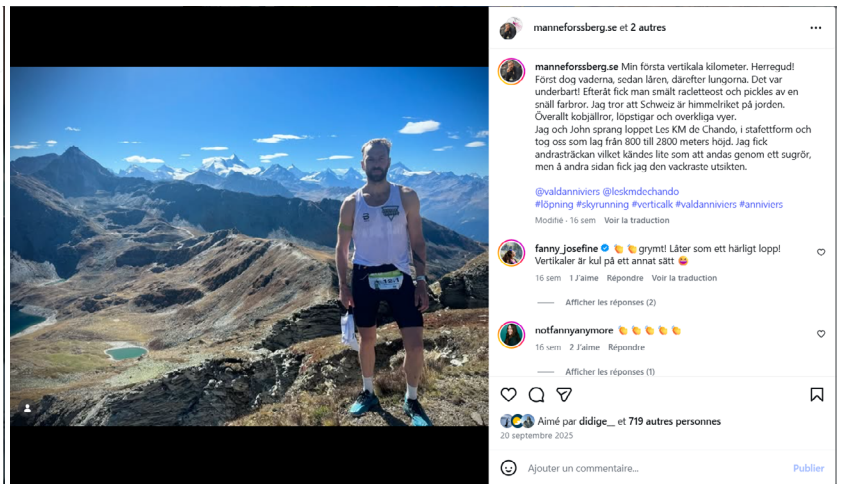 manneforssberg.se et 2 autres
manneforssberg.se Min första vertikala kilometer. Herregud!
Först dog vaderna, sedan låren, därefter lungorna. Det var
underbart! Efteråt fick man smält racletteost och pickles av en
snäll farbror. Jag tror att Schweiz är himmelriket på jorden.
Överallt kobjällror, löpstigar och overkliga vyer.
Jag och John sprang loppet Les KM de Chando, i stafettform och
tog oss som lag från 800 till 2800 meters höjd. Jag fick
andrasträckan vilket kändes lite som att andas genom ett sugrör,
men å andra sidan fick jag den vackraste utsikten.
@valdanniviers @leskmdechando
#löpning #skyrunning #verticalk #valdanniviers #anniviers
Modifié · 16 sem Voir la traduction
fanny_josefine 👏 👏 grymt! Låter som ett härligt lopp!
Vertikaler är kul på ett annat sätt 😄
16 sem 1 J'aime Répondre Voir la traduction
Afficher les réponses (2)
notfannyanymore 👏 👏 👏 👏 👏
16 sem 2 J'aime Répondre
Afficher les réponses (1)
Aimé par didige__ et 719 autres personnes
20 septembre 2025
Ajouter un commentaire...
Publier